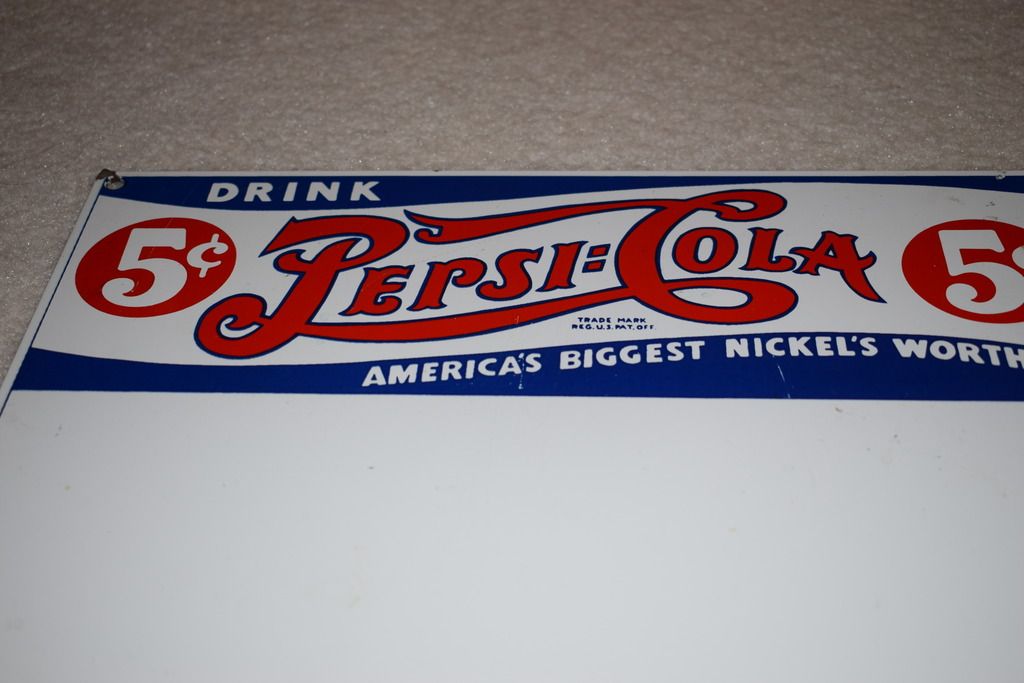 DRINK
5¢ PEPSI=COLA 5¢
TRADE MARK
REG. U.S. PAT. OFF
AMERICA'S BIGGEST NICKEL'S WORTH